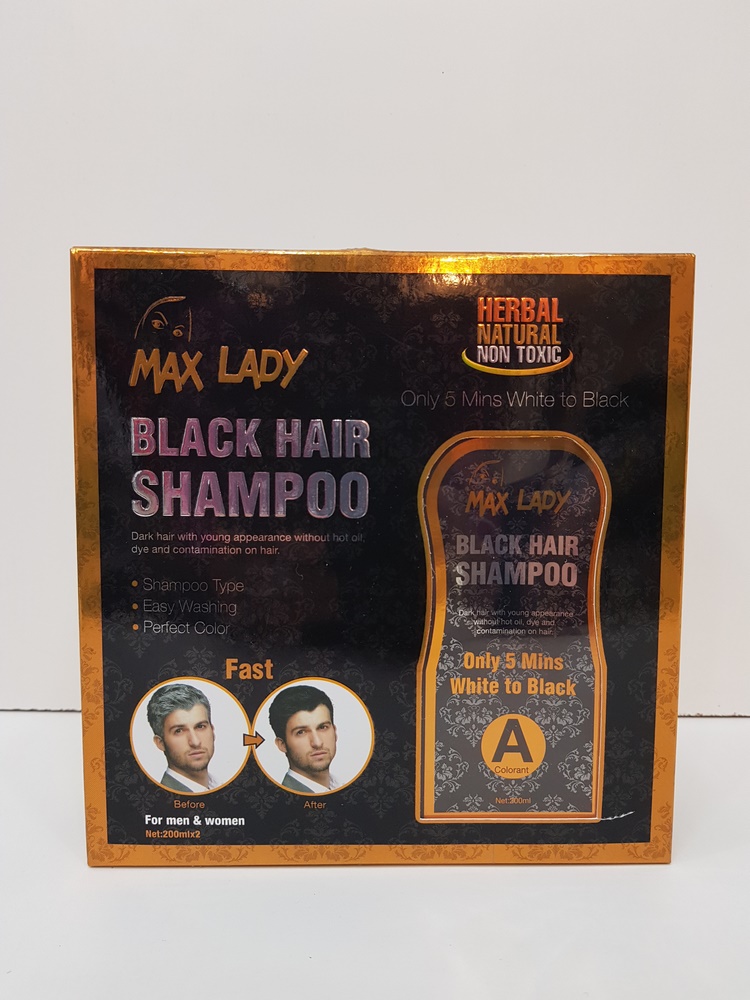 MAX LADY
BLACK HAIR
SHAMPOO
Dark hair with young appearance without hot oil,
dye and contamination on hair.
• Shampoo Type
• Easy Washing
• Perfect Color
Fast
Before
After
For men & women
Net:200mlx2
HERBAL
NATURAL
NON TOXIC
Only 5 Mins White to Black
MAX LADY
BLACK HAIR
SHAMPOO
Dark hair with young appearance
without hot oil, dye and
contamination on hair.
Only 5 Mins
White to Black
A
Colorant
Net:200ml